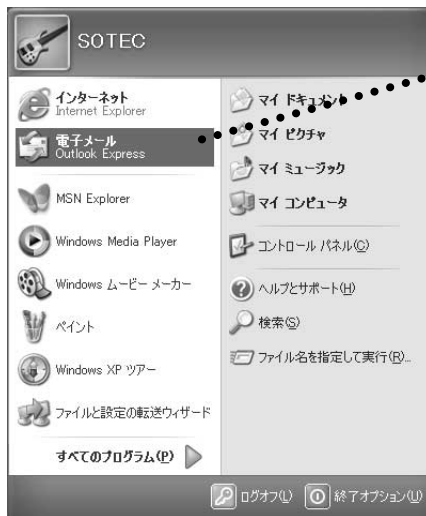 SOTEC
インターネット
Internet Explorer
電子メール
Outlook Express
MSN Explorer
Windows Media Player
Windows ムービー メーカー
ペイント
Windows XP ツアー
ファイルと設定の転送ウィザード
すべてのプログラム(P)
マイ ドキュメント
マイ ピクチャ
マイ ミュージック
マイ コンピュータ
コントロール パネル(C)
ヘルプとサポート(H)
検索(S)
ファイル名を指定して実行(R)...
ログオフ(L)
終了オプション(U)